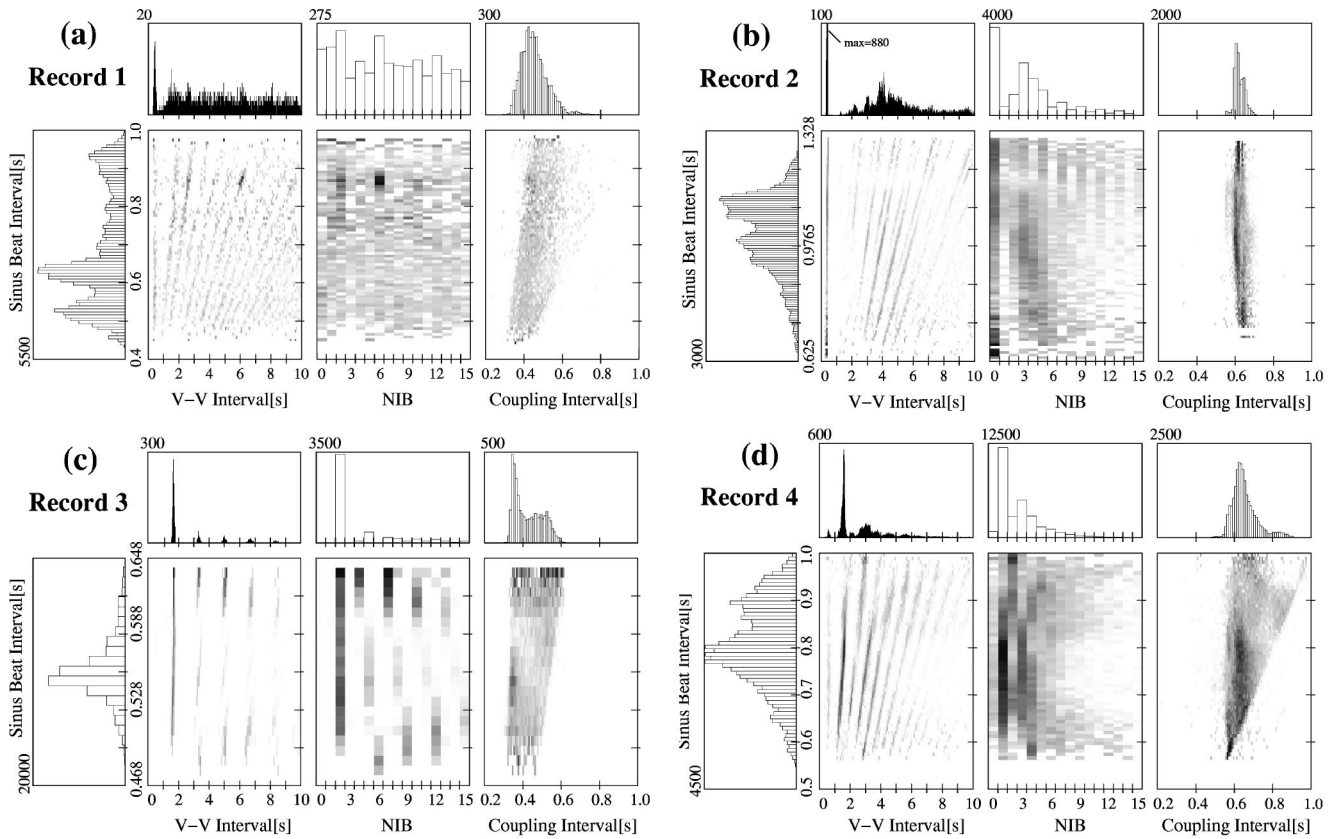 (a)
Record 1
20
275
300
5500
Sinus Beat Interval[s]
0.4
0.6
0.8
1.0
0 2 4 6 8 10
V-V Interval[s]
0 3 6 9 12 15
NIB
0.2 0.4 0.6 0.8 1.0
Coupling Interval[s]
(b)
Record 2
100
max=880
4000
2000
3000
Sinus Beat Interval[s]
0.625
0.9765
1.328
0 2 4 6 8 10
V-V Interval[s]
0 3 6 9 12 15
NIB
0.2 0.4 0.6 0.8 1.0
Coupling Interval[s]
(c)
Record 3
300
3500
500
20000
Sinus Beat Interval[s]
0.468
0.528
0.588
0.648
0 2 4 6 8 10
V-V Interval[s]
0 3 6 9 12 15
NIB
0.2 0.4 0.6 0.8 1.0
Coupling Interval[s]
(d)
Record 4
600
12500
2500
4500
Sinus Beat Interval[s]
0.5
0.6
0.7
0.8
0.9
1.0
0 2 4 6 8 10
V-V Interval[s]
0 3 6 9 12 15
NIB
0.2 0.4 0.6 0.8 1.0
Coupling Interval[s]